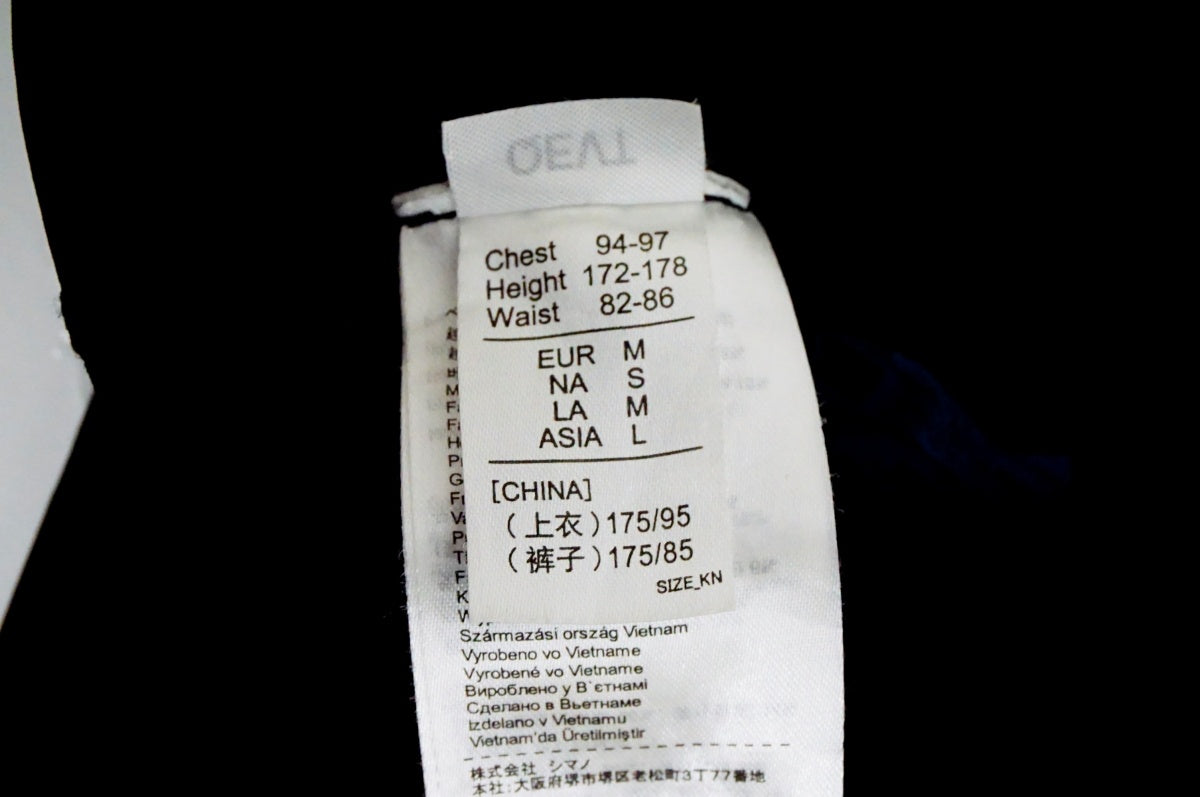 Chest 94-97
Height 172-178
Waist 82-86
EUR M
NA S
LA M
ASIA L
[CHINA]
(上衣)175/95
(裤子)175/85
SIZE_KN
Származási ország Vietnam
Vyrobeno vo Vietname
Vyrobené vo Vietname
Вироблено у В`єтнамі
Сделано в Вьетнаме
Izdelano v Vietnamu
Vietnam'da Üretilmiştir
株式会社 シマノ
本社:大阪府堺市堺区老松町3丁77番地